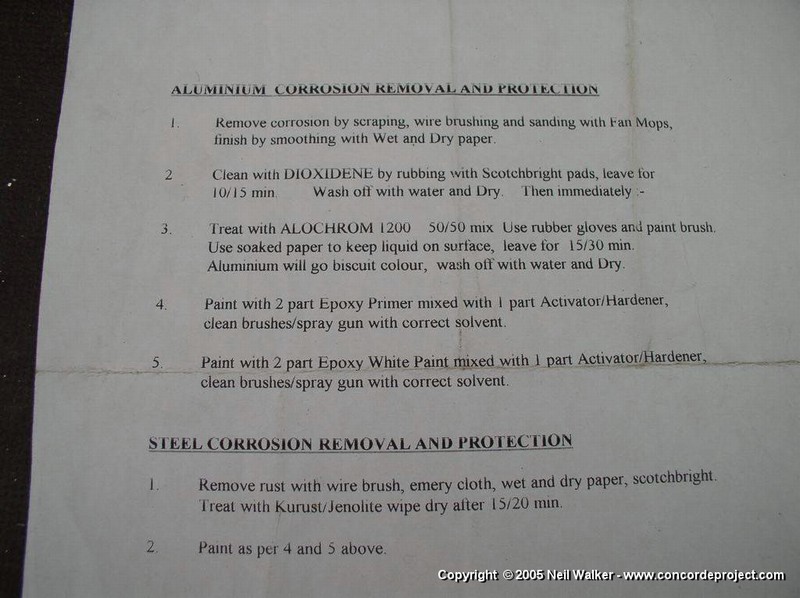 ALUMINIUM CORROSION REMOVAL AND PROTECTION
1. Remove corrosion by scraping, wire brushing and sanding with Fan Mops,
finish by smoothing with Wet and Dry paper.
2 Clean with DIOXIDENE by rubbing with Scotchbright pads, leave for
10/15 min. Wash off with water and Dry. Then immediately :-
3. Treat with ALOCHROM 1200 50/50 mix Use rubber gloves and paint brush.
Use soaked paper to keep liquid on surface, leave for 15/30 min.
Aluminium will go biscuit colour, wash off with water and Dry.
4. Paint with 2 part Epoxy Primer mixed with 1 part Activator/Hardener,
clean brushes/spray gun with correct solvent.
5. Paint with 2 part Epoxy White Paint mixed with 1 part Activator/Hardener,
clean brushes/spray gun with correct solvent.
STEEL CORROSION REMOVAL AND PROTECTION
1. Remove rust with wire brush, emery cloth, wet and dry paper, scotchbright.
Treat with Kurust/Jenolite wipe dry after 15/20 min.
2. Paint as per 4 and 5 above.
Copyright © 2005 Neil Walker - www.concordeproject.com